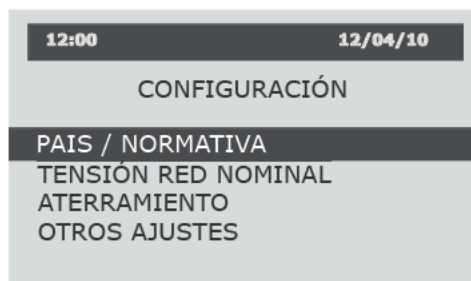 12:00 12/04/10
CONFIGURACIÓN
PAIS / NORMATIVA
TENSIÓN RED NOMINAL
ATERRAMIENTO
OTROS AJUSTES